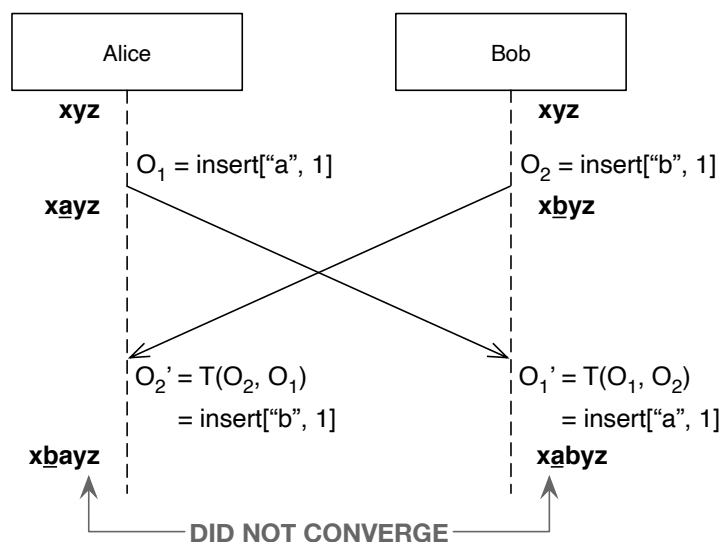 Alice Bob
xyz xyz
O₁ = insert[“a”, 1] O₂ = insert[“b”, 1]
xayz xbyz
O₂’ = T(O₂, O₁) O₁’ = T(O₁, O₂)
= insert[“b”, 1] = insert[“a”, 1]
xbayz xabyz
DID NOT CONVERGE